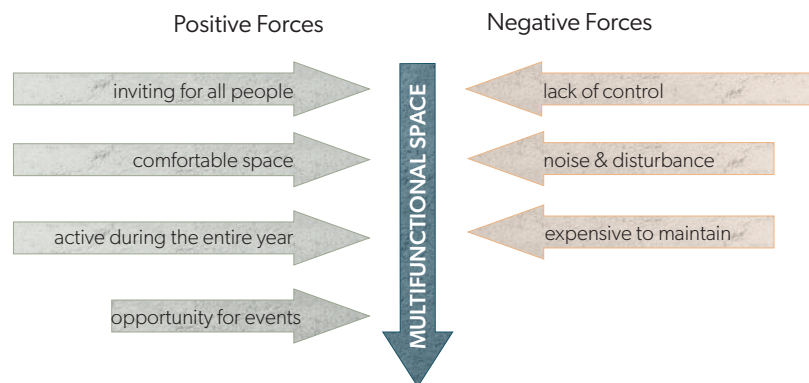 Positive Forces
Negative Forces
inviting for all people
lack of control
comfortable space
noise & disturbance
active during the entire year
expensive to maintain
opportunity for events
MULTIFUNCTIONAL SPACE